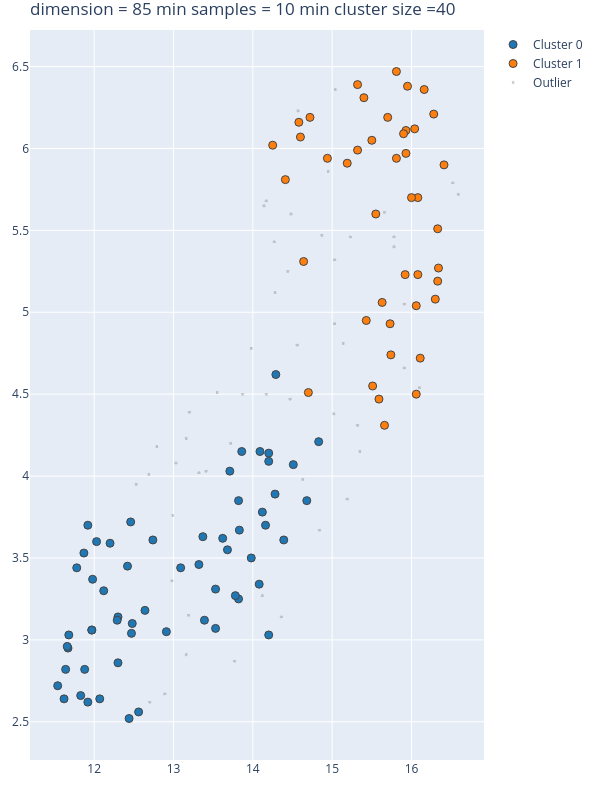 dimension = 85 min samples = 10 min cluster size =40
Cluster 0
Cluster 1
Outlier
6.5
6
5.5
5
4.5
4
3.5
3
2.5
12 13 14 15 16